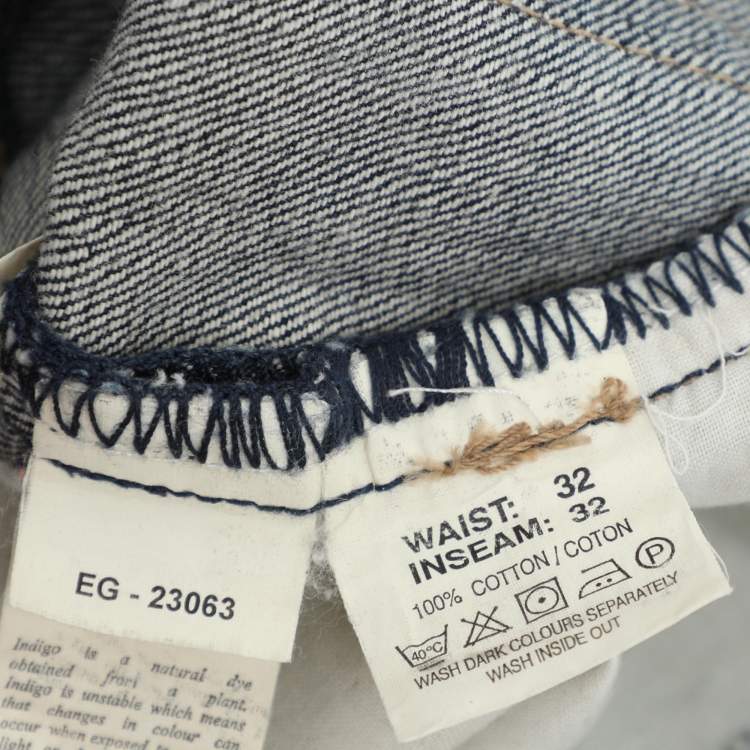 EG - 23063
Indigo is a natural dye
obtained from a plant.
Indigo is unstable which means
that changes in colour can
occur when exposed to
light
WAIST: 32
INSEAM: 32
100% COTTON / COTON
40°C
P
WASH DARK COLOURS SEPARATELY
WASH INSIDE OUT